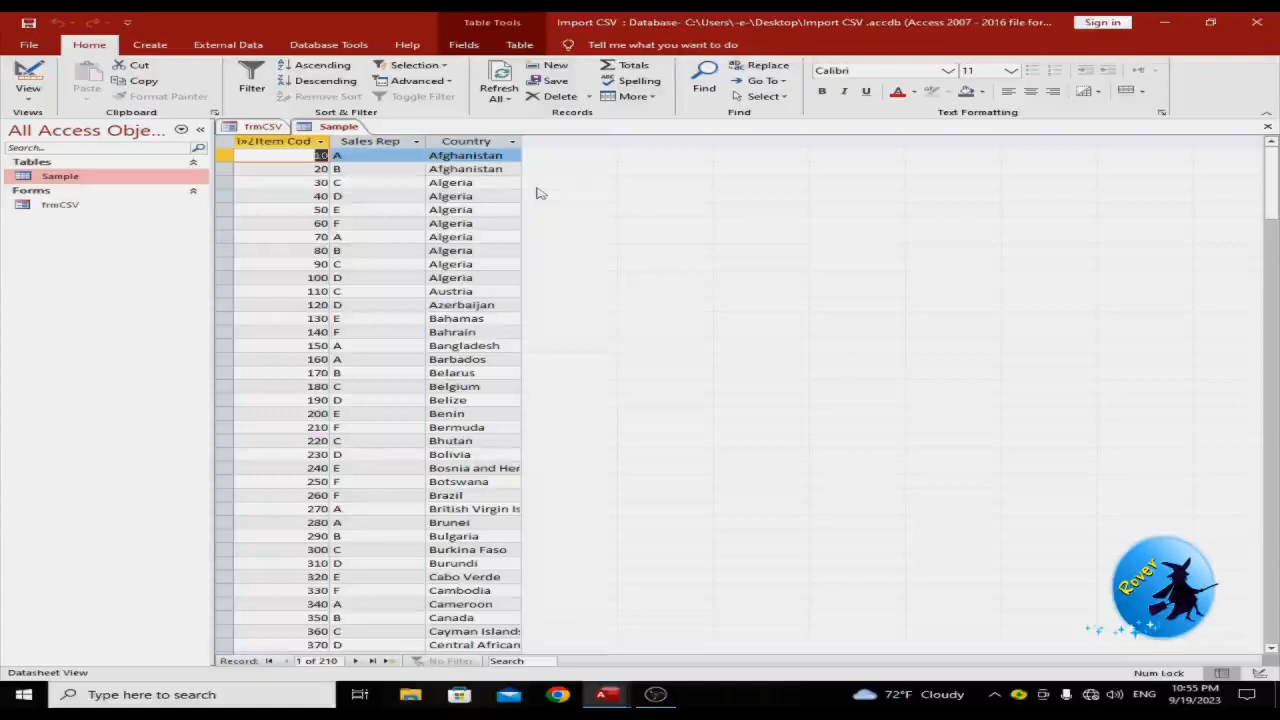 Table Tools
Import CSV : Database- C:\Users\-e-\Desktop\Import CSV .accdb (Access 2007 - 2016 file for...
Sign in
File Home Create External Data Database Tools Help Fields Table Tell me what you want to do
View
Views
Paste
Cut
Copy
Format Painter
Clipboard
Filter
Ascending
Descending
Remove Sort
Selection
Advanced
Toggle Filter
Sort & Filter
Refresh All
New
Save
Delete
Totals
Spelling
More
Records
Find
Replace
Go To
Select
Find
Calibri 11
B I U A
Text Formatting
All Access Obje...
Search...
Tables
Sample
Forms
frmCSV
frmCSV Sample
ï»¿Item Cod Sales Rep Country
10 A Afghanistan
20 B Afghanistan
30 C Algeria
40 D Algeria
50 E Algeria
60 F Algeria
70 A Algeria
80 B Algeria
90 C Algeria
100 D Algeria
110 C Austria
120 D Azerbaijan
130 E Bahamas
140 F Bahrain
150 A Bangladesh
160 A Barbados
170 B Belarus
180 C Belgium
190 D Belize
200 E Benin
210 F Bermuda
220 C Bhutan
230 D Bolivia
240 E Bosnia and Her
250 F Botswana
260 F Brazil
270 A British Virgin Is
280 A Brunei
290 B Bulgaria
300 C Burkina Faso
310 D Burundi
320 E Cabo Verde
330 F Cambodia
340 A Cameroon
350 B Canada
360 C Cayman Islands
370 D Central African
Rover
Record: 1 of 210 No Filter Search
Datasheet View
Num Lock
Type here to search
72°F Cloudy
ENG
10:55 PM
9/19/2023